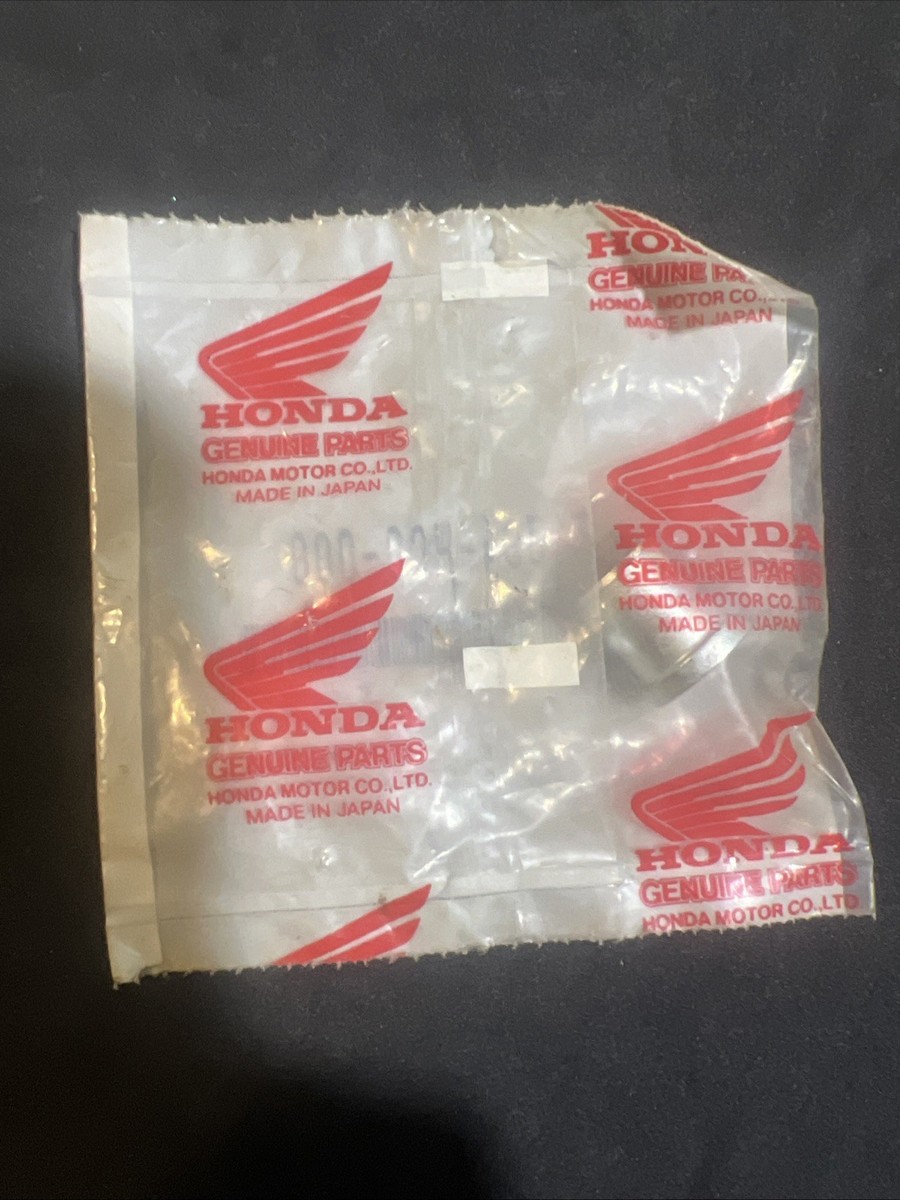 HON
GENUINE PA
HONDA MOTOR CO.,
MADE IN JAPAN
HONDA
GENUINE PARTS
HONDA MOTOR CO.,LTD.
MADE IN JAPAN
HONDA
GENUINE PARTS
HONDA MOTOR CO.,LTD.
MADE IN JAPAN
HONDA
GENUINE PARTS
HONDA MOTOR CO.,LTD.
MADE IN JAPAN
HONDA
GENUINE PARTS
HONDA MOTOR CO.,LTD